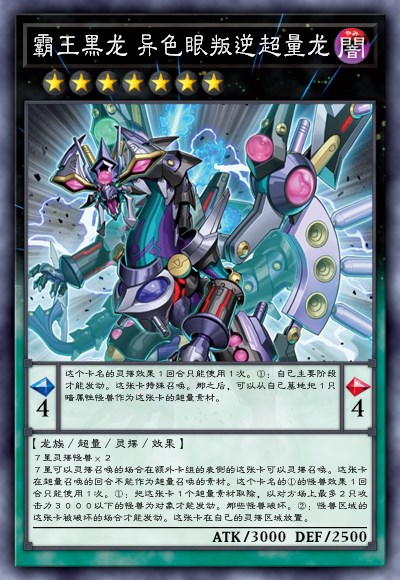 霸王黑龙 异色眼叛逆超量龙
やみ
闇
这个卡名的灵摆效果1回合只能使用1次。①：自己主要阶段
才能发动。这张卡特殊召唤。那之后，可以从自己墓地把1只
暗属性怪兽作为这张卡的超量素材。
4
4
【龙族／超量／灵摆／效果】
7星灵摆怪兽×2
7星可以灵摆召唤的场合在额外卡组的表侧的这张卡可以灵摆召唤。这张卡
在超量召唤的回合不能作为超量召唤的素材。这个卡名的①的怪兽效果1回
合只能使用1次。①：把这张卡1个超量素材取除，以对方场上最多2只攻
击力3000以下的怪兽为对象才能发动。那些怪兽破坏。②：怪兽区域的
这张卡被破坏的场合才能发动。这张卡在自己的灵摆区域放置。
ATK/3000 DEF/2500